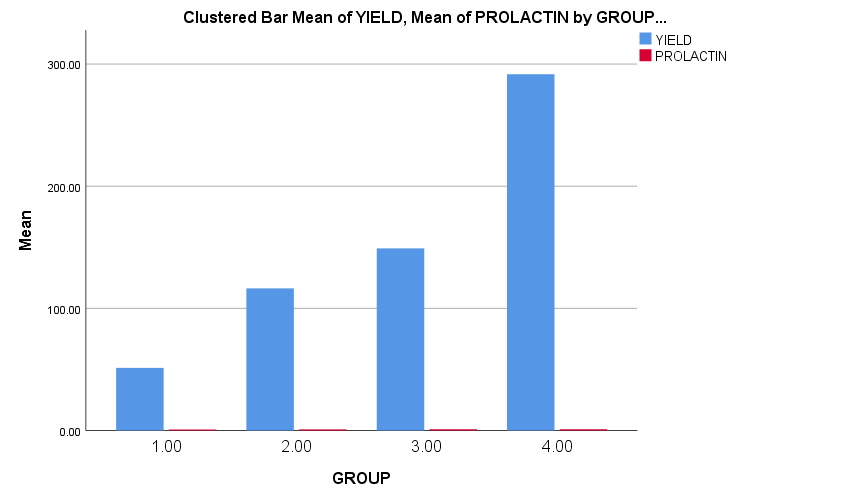 Clustered Bar Mean of YIELD, Mean of PROLACTIN by GROUP...
YIELD
PROLACTIN
300.00
200.00
100.00
0.00
Mean
1.00 2.00 3.00 4.00
GROUP